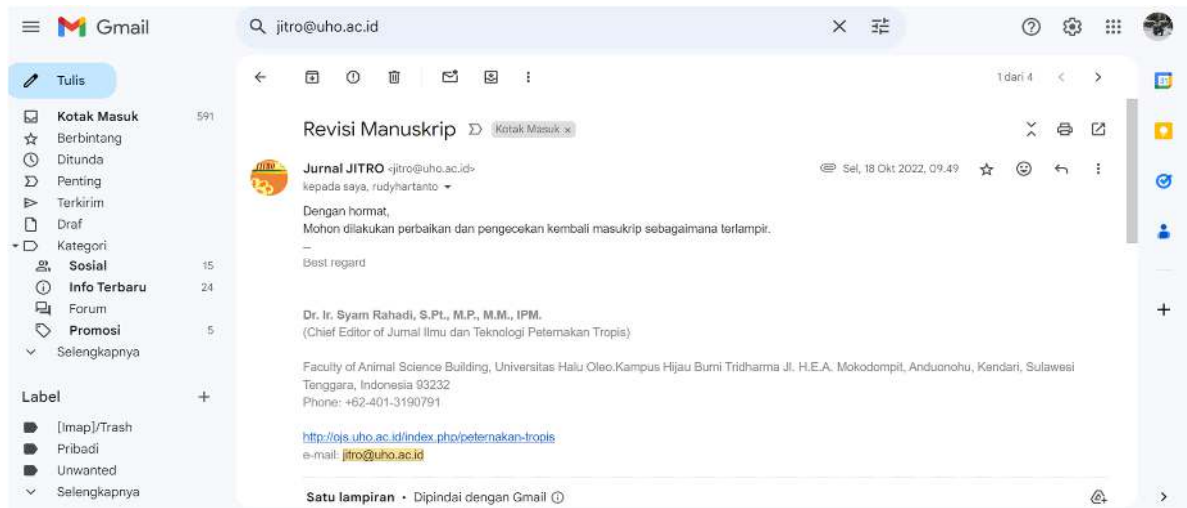 Gmail
jitro@uho.ac.id
Tulis
1 dari 4
Kotak Masuk 591
Berbintang
Ditunda
Penting
Terkirim
Draf
Kategori
Sosial 15
Info Terbaru 24
Forum
Promosi 5
Selengkapnya
Label
[Imap]/Trash
Pribadi
Unwanted
Selengkapnya
Revisi Manuskrip Kotak Masuk x
Jurnal JITRO <jitro@uho.ac.id> Sel, 18 Okt 2022, 09.49
kepada saya, rudyhartanto
Dengan hormat,
Mohon dilakukan perbaikan dan pengecekan kembali masukrip sebagaimana terlampir.
--
Best regard
Dr. Ir. Syam Rahadi, S.Pt., M.P., M.M., IPM.
(Chief Editor of Jurnal Ilmu dan Teknologi Peternakan Tropis)
Faculty of Animal Science Building, Universitas Halu Oleo.Kampus Hijau Bumi Tridharma Jl. H.E.A. Mokodompit, Anduonohu, Kendari, Sulawesi
Tenggara, Indonesia 93232
Phone: +62-401-3190791
http://ojs.uho.ac.id/index.php/peternakan-tropis
e-mail: jitro@uho.ac.id
Satu lampiran • Dipindai dengan Gmail